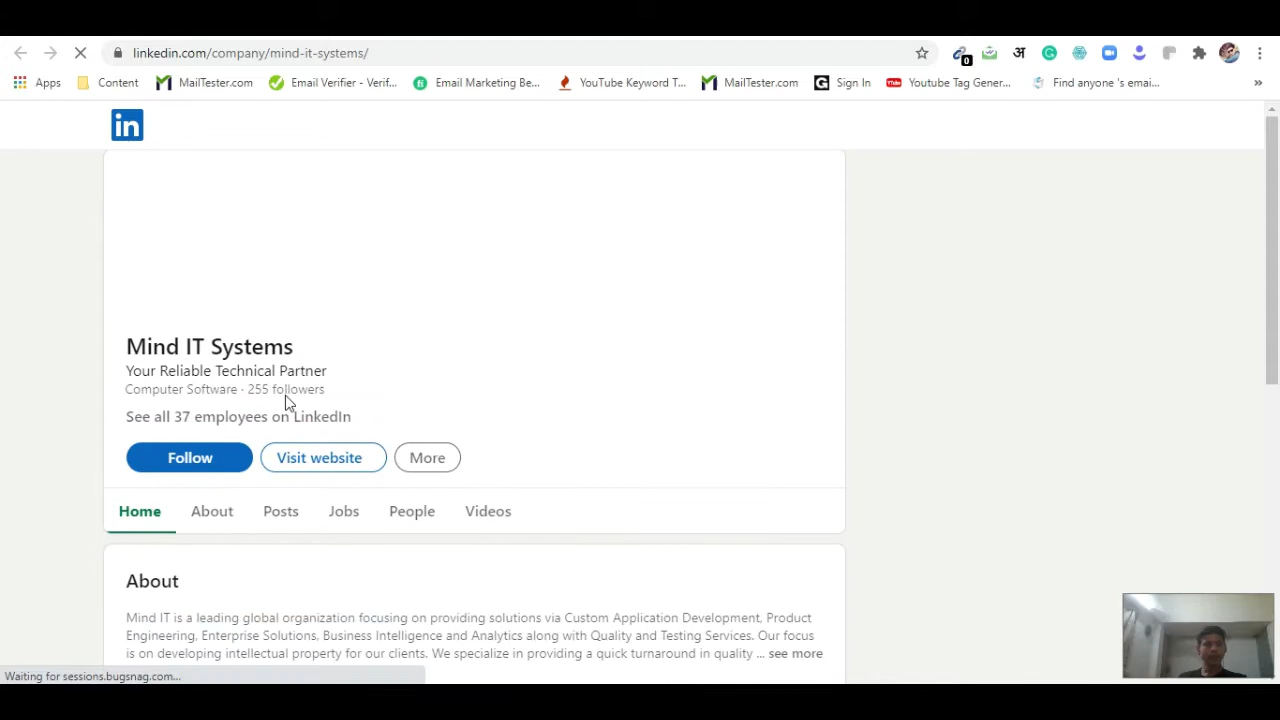 linkedin.com/company/mind-it-systems/
0
अ
Apps
Content
MailTester.com
Email Verifier - Verif...
Email Marketing Be...
YouTube Keyword T...
MailTester.com
Sign In
Youtube Tag Gener...
Find anyone 's emai...
»
in
Mind IT Systems
Your Reliable Technical Partner
Computer Software · 255 followers
See all 37 employees on LinkedIn
Follow
Visit website
More
Home
About
Posts
Jobs
People
Videos
About
Mind IT is a leading global organization focusing on providing solutions via Custom Application Development, Product
Engineering, Enterprise Solutions, Business Intelligence and Analytics along with Quality and Testing Services. Our focus
is on developing intellectual property for our clients. We specialize in providing a quick turnaround in quality ... see more
Waiting for sessions.bugsnag.com...